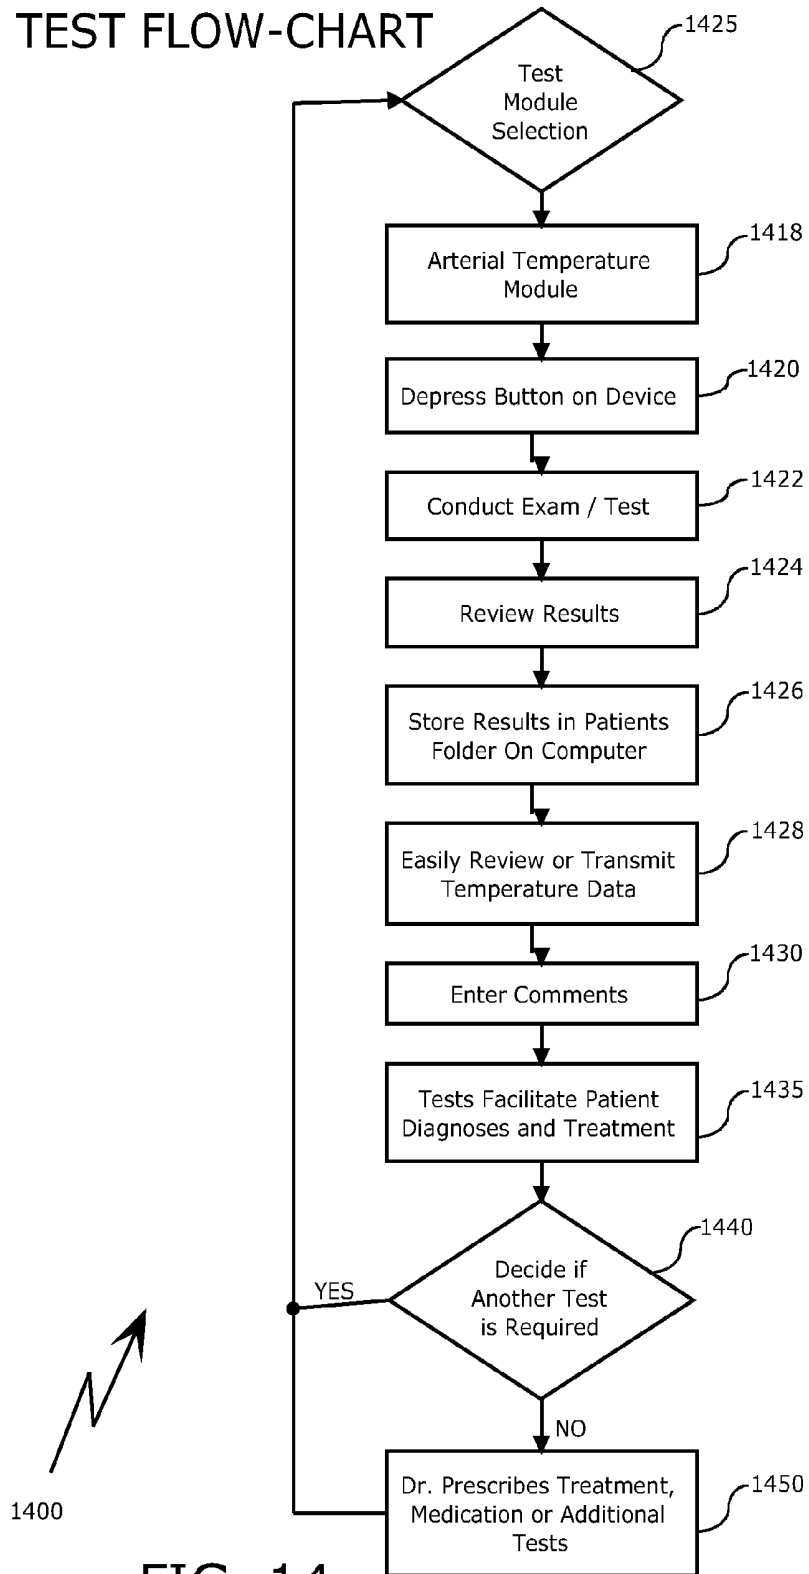 TEST FLOW-CHART
1425
Test
Module
Selection
1418
Arterial Temperature
Module
1420
Depress Button on Device
1422
Conduct Exam / Test
1424
Review Results
1426
Store Results in Patients
Folder On Computer
1428
Easily Review or Transmit
Temperature Data
1430
Enter Comments
1435
Tests Facilitate Patient
Diagnoses and Treatment
1440
Decide if
Another Test
is Required
YES
NO
1450
Dr. Prescribes Treatment,
Medication or Additional
Tests
1400
FIG. 14